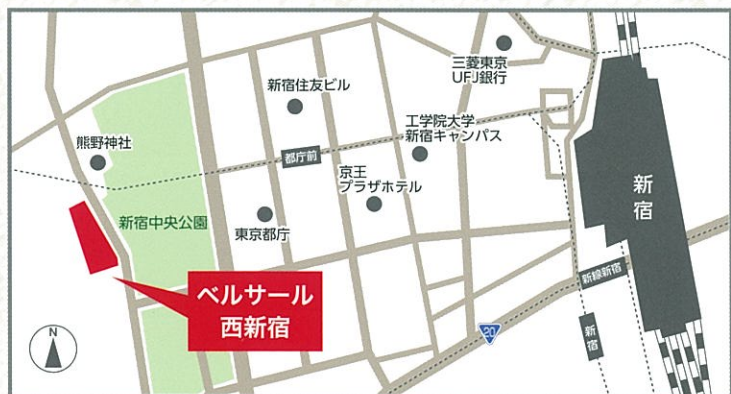 三菱東京
UFJ銀行
新宿住友ビル
工学院大学
新宿キャンパス
熊野神社
都庁前
京王
プラザホテル
新宿
新宿中央公園
東京都庁
新線新宿
ベルサール
西新宿
20
新宿
N